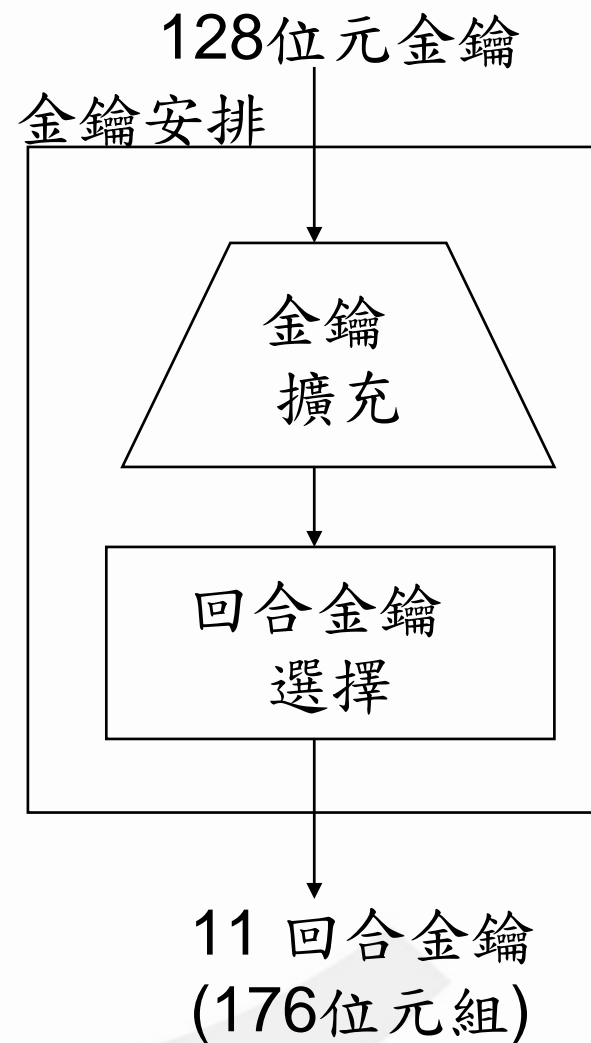 128位元金鑰
金鑰安排
金鑰
擴充
回合金鑰
選擇
11 回合金鑰
(176位元組)